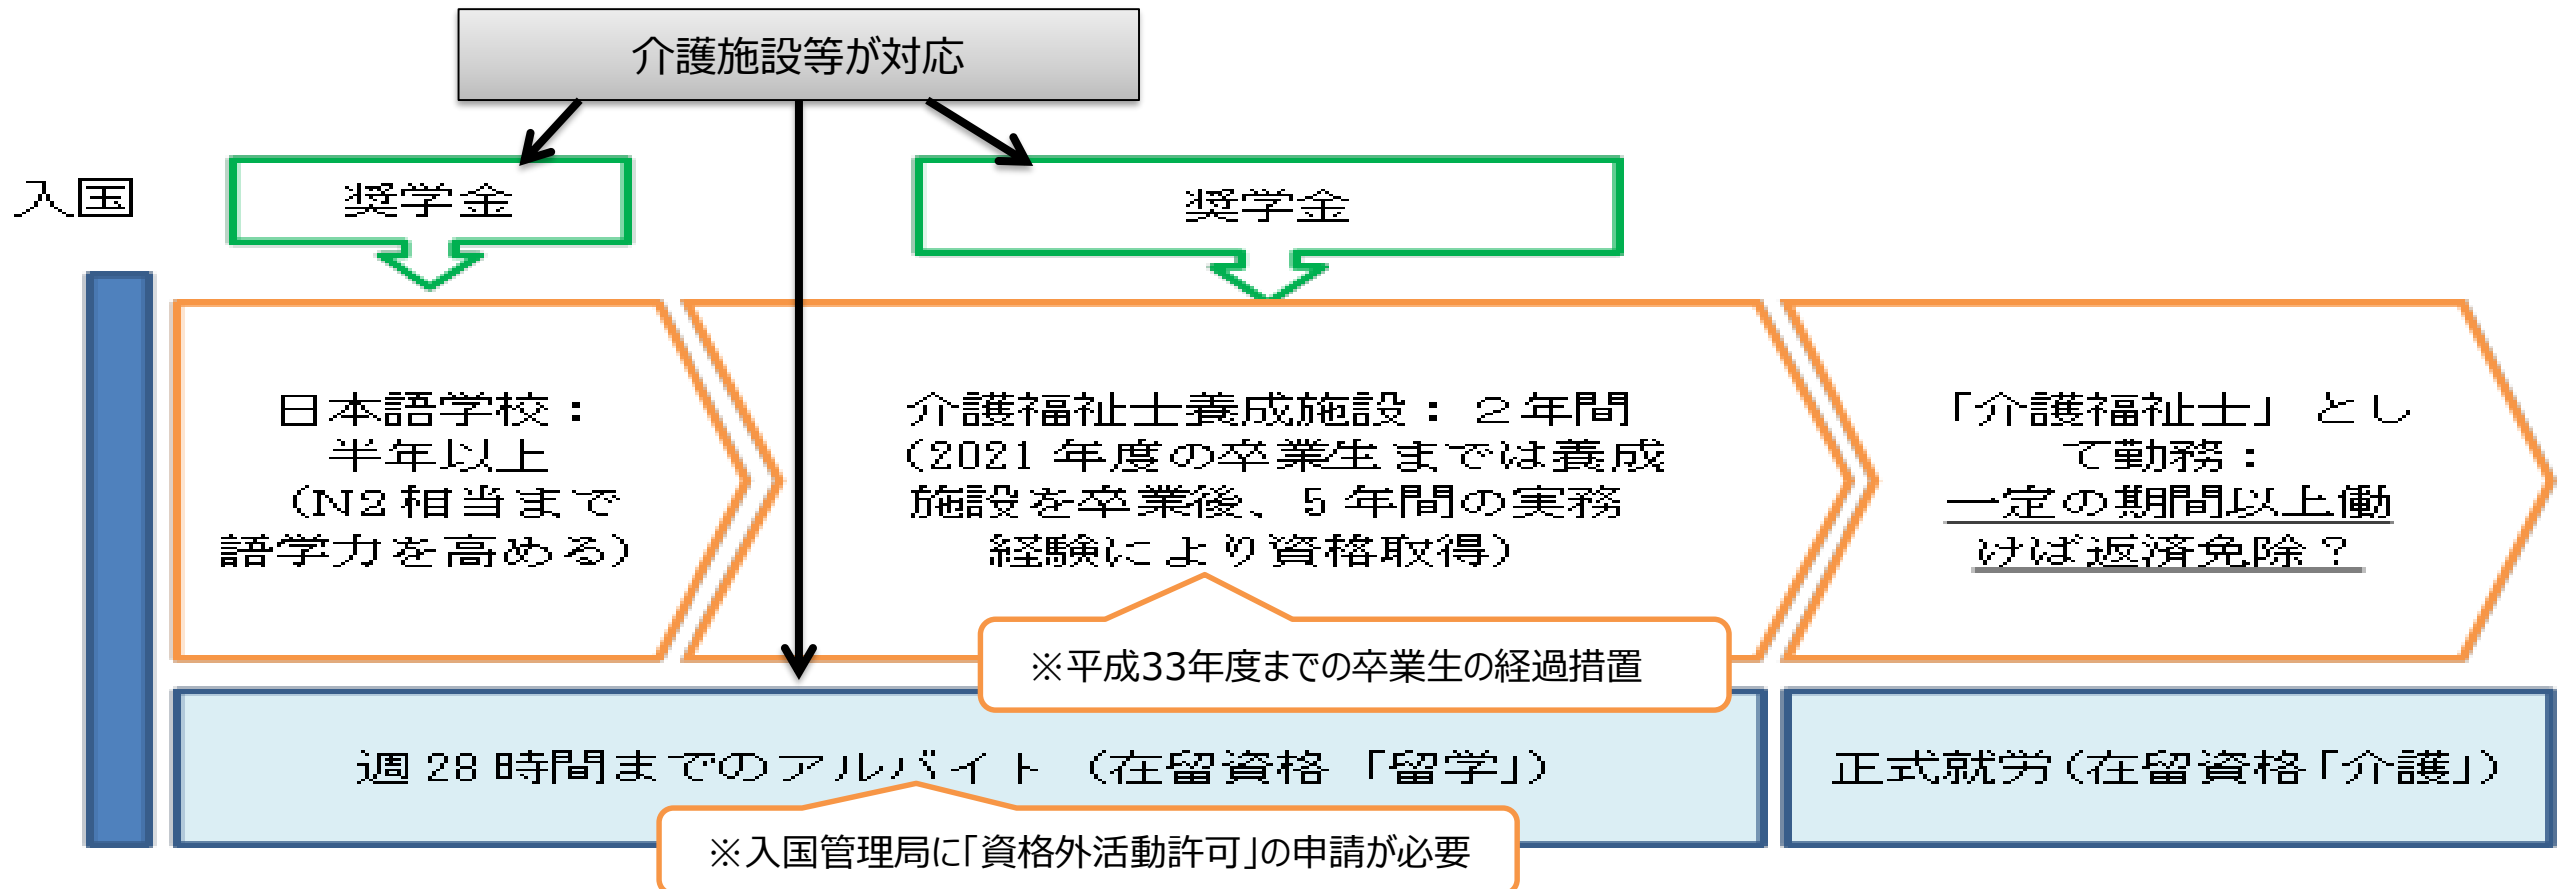 介護施設等が対応
入国
奨学金
奨学金
日本語学校：
半年以上
（N2相当まで
語学力を高める）
介護福祉士養成施設：２年間
（2021年度の卒業生までは養成
施設を卒業後、5年間の実務
経験により資格取得）
「介護福祉士」とし
て勤務：
一定の期間以上働
けば返済免除？
※平成33年度までの卒業生の経過措置
週28時間までのアルバイト（在留資格「留学」）
正式就労（在留資格「介護」）
※入国管理局に「資格外活動許可」の申請が必要